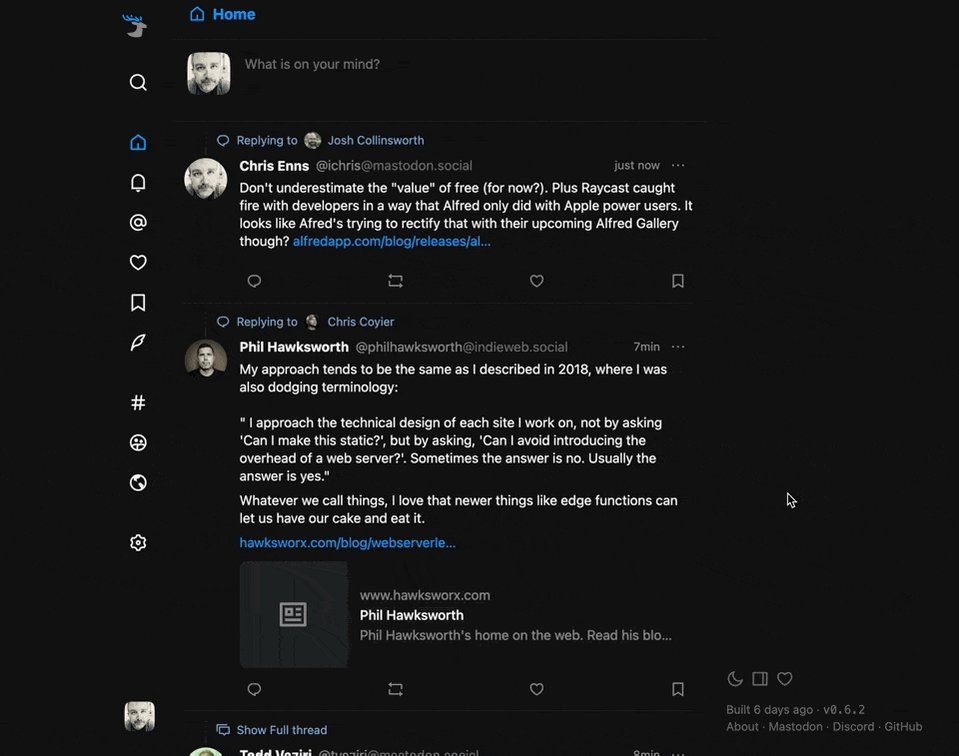 Home
What is on your mind?
Replying to Josh Collinsworth
Chris Enns @ichris@mastodon.social just now
Don't underestimate the "value" of free (for now?). Plus Raycast caught
fire with developers in a way that Alfred only did with Apple power users. It
looks like Afred's trying to rectify that with their upcoming Alfred Gallery
though? alfredapp.com/blog/releases/al...
Replying to Chris Coyier
Phil Hawksworth @philhawksworth@indieweb.social 7min
My approach tends to be the same as I described in 2018, where I was
also dodging terminology:
" I approach the technical design of each site I work on, not by asking
'Can I make this static?', but by asking, 'Can I avoid introducing the
overhead of a web server?'. Sometimes the answer is no. Usually the
answer is yes."
Whatever we call things, I love that newer things like edge functions can
let us have our cake and eat it.
hawksworx.com/blog/webserverle...
www.hawksworx.com
Phil Hawksworth
Phil Hawksworth's home on the web. Read his blo...
Show Full thread
Todd Vaziri @tvaziri@mastodon.social 8min
Built 6 days ago · v0.6.2
About · Mastodon · Discord · GitHub